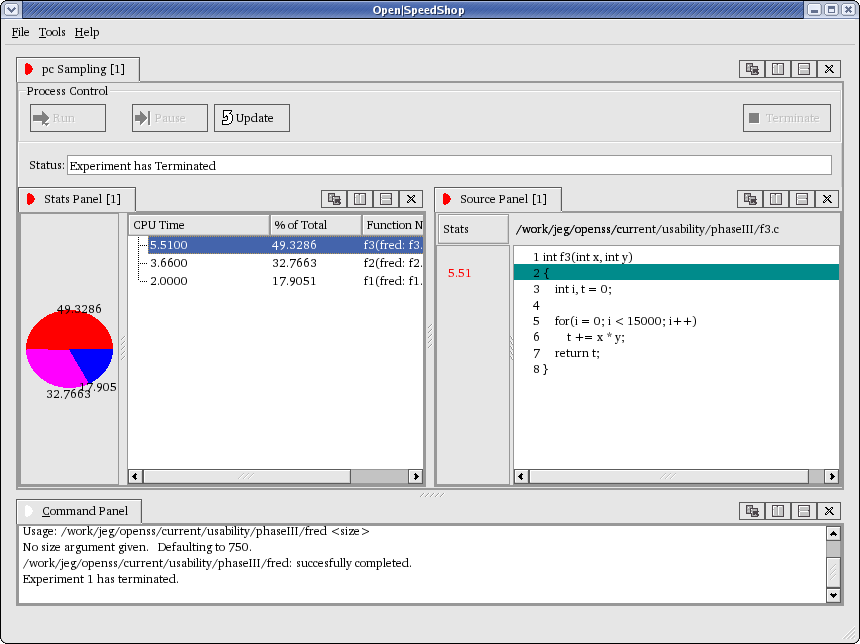 Open|SpeedShop
File Tools Help
pc Sampling [1]
Process Control
Run Pause Update Terminate
Status: Experiment has Terminated
Stats Panel [1]
CPU Time % of Total Function N
5.5100 49.3286 f3(fred: f3.
3.6600 32.7663 f2(fred: f2.
2.0000 17.9051 f1(fred: f1.
49.3286
17.905
32.7663
Source Panel [1]
Stats /work/jeg/openss/current/usability/phaseIII/f3.c
1 int f3(int x, int y)
5.51 2 {
3 int i, t = 0;
4
5 for(i = 0; i < 15000; i++)
6 t += x * y;
7 return t;
8 }
Command Panel
Usage: /work/jeg/openss/current/usability/phaseIII/fred <size>
No size argument given. Defaulting to 750.
/work/jeg/openss/current/usability/phaseIII/fred: succesfully completed.
Experiment 1 has terminated.